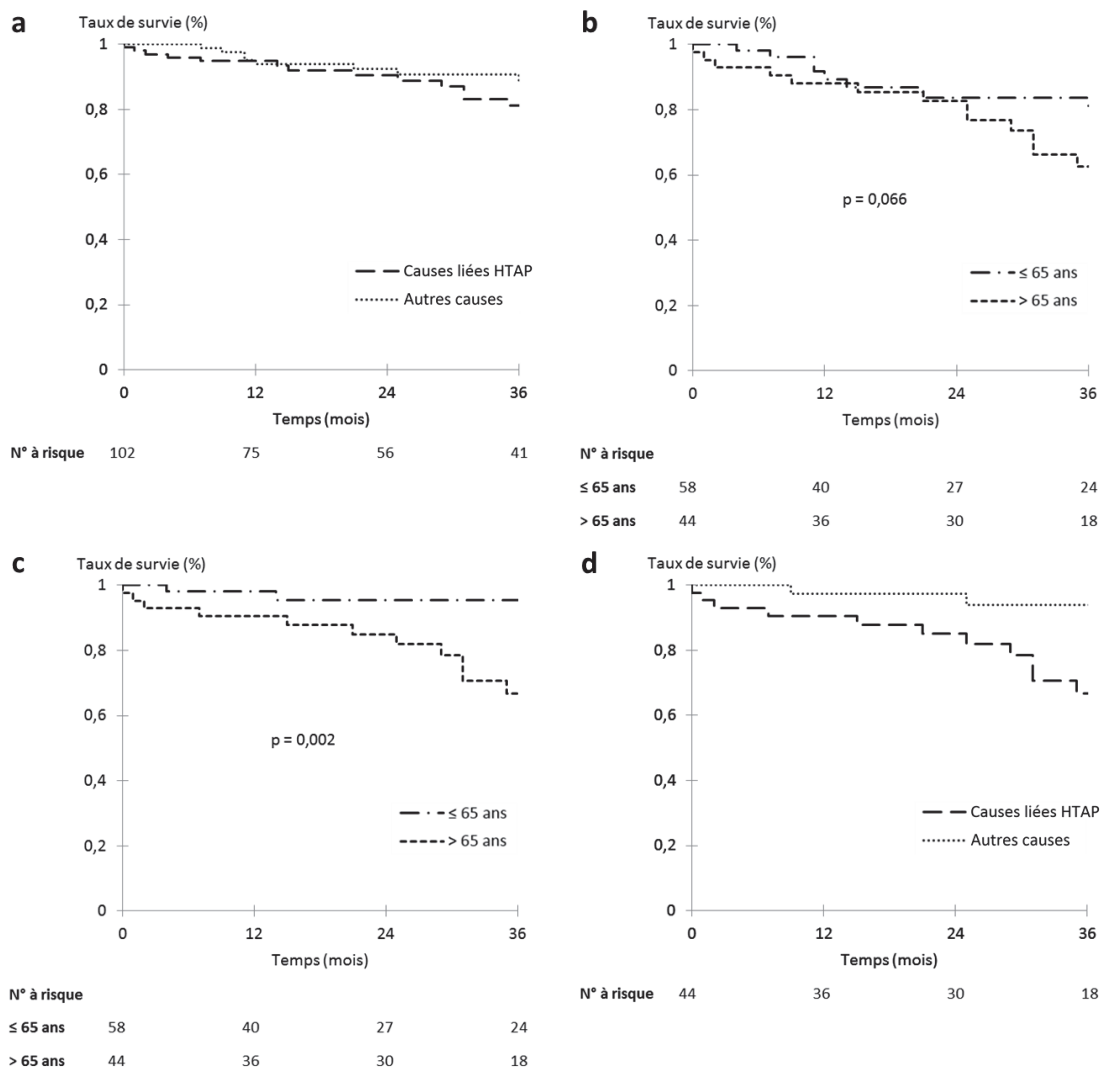 a
Taux de survie (%)
1
0,8
0,6
0,4
0,2
0
0 12 24 36
Temps (mois)
Causes liées HTAP
Autres causes
N° à risque 102 75 56 41
b
Taux de survie (%)
1
0,8
0,6
0,4
0,2
0
p = 0,066
≤ 65 ans
> 65 ans
0 12 24 36
Temps (mois)
N° à risque
≤ 65 ans 58 40 27 24
> 65 ans 44 36 30 18
c
Taux de survie (%)
1
0,8
0,6
0,4
0,2
0
p = 0,002
≤ 65 ans
> 65 ans
0 12 24 36
Temps (mois)
N° à risque
≤ 65 ans 58 40 27 24
> 65 ans 44 36 30 18
d
Taux de survie (%)
1
0,8
0,6
0,4
0,2
0
Causes liées HTAP
Autres causes
0 12 24 36
Temps (mois)
N° à risque 44 36 30 18